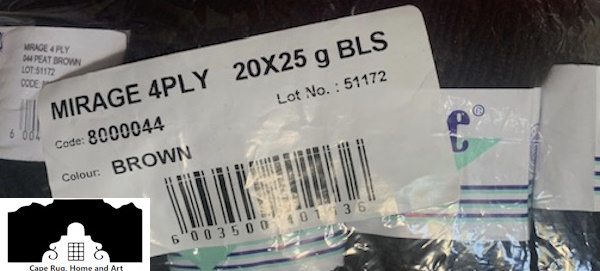 MIRAGE 4 PLY
044 PEAT BROWN
LOT: 51172
CODE:
MIRAGE 4PLY 20X25 g BLS
Lot No. : 51172
Code: 8000044
Colour: BROWN
e®
Cape Rug, Home and Art